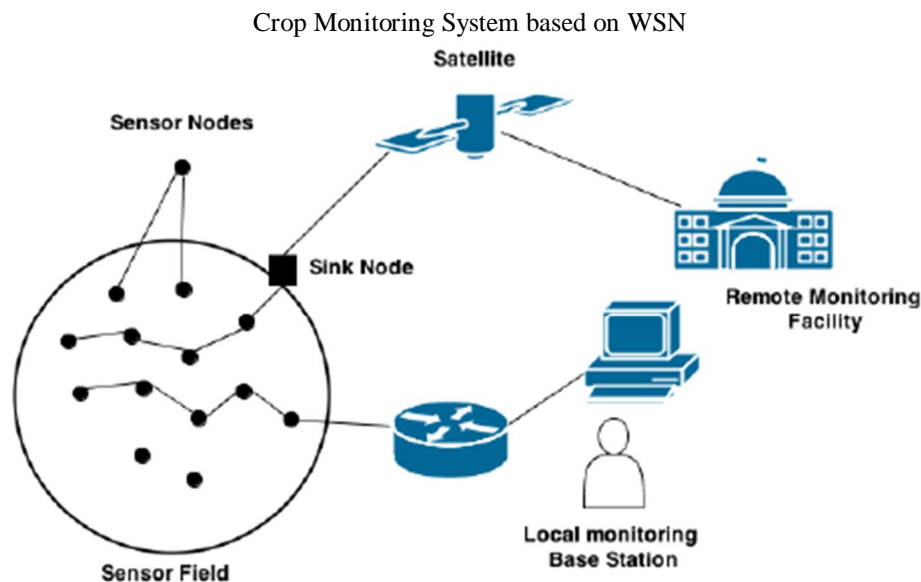 Crop Monitoring System based on WSN
Satellite
Sensor Nodes
Sink Node
Remote Monitoring
Facility
Local monitoring
Base Station
Sensor Field